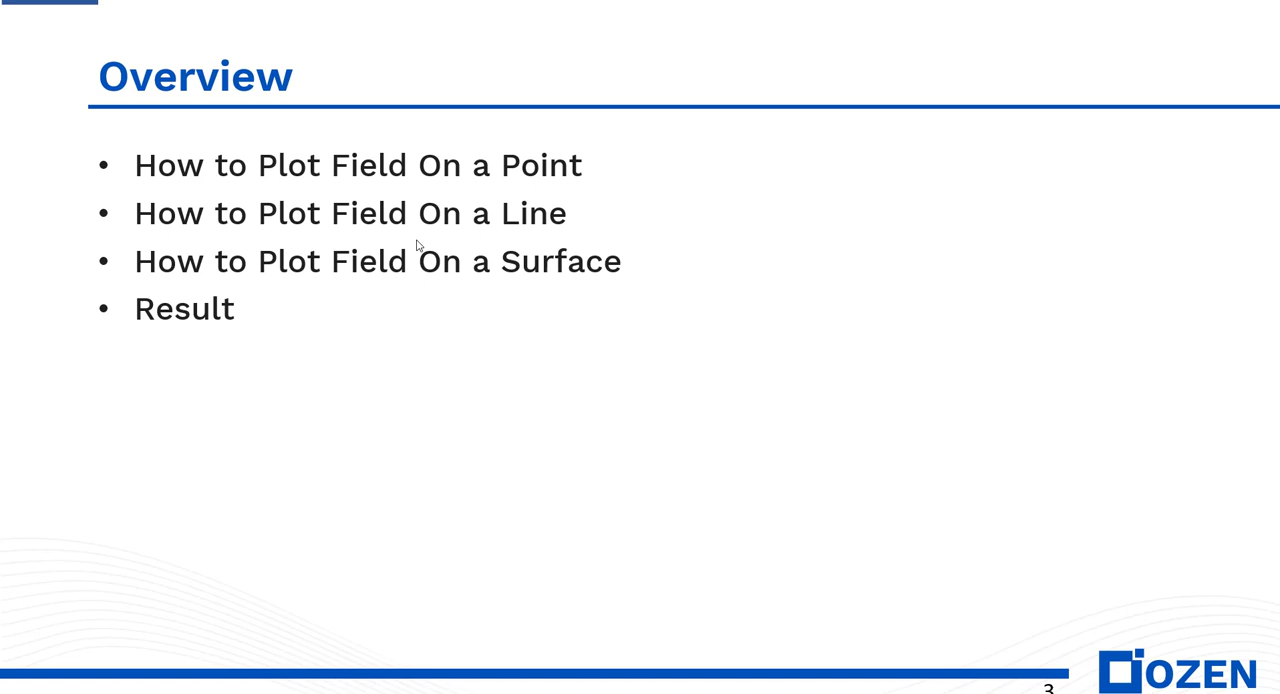 Overview
• How to Plot Field On a Point
• How to Plot Field On a Line
• How to Plot Field On a Surface
• Result
3
OZEN